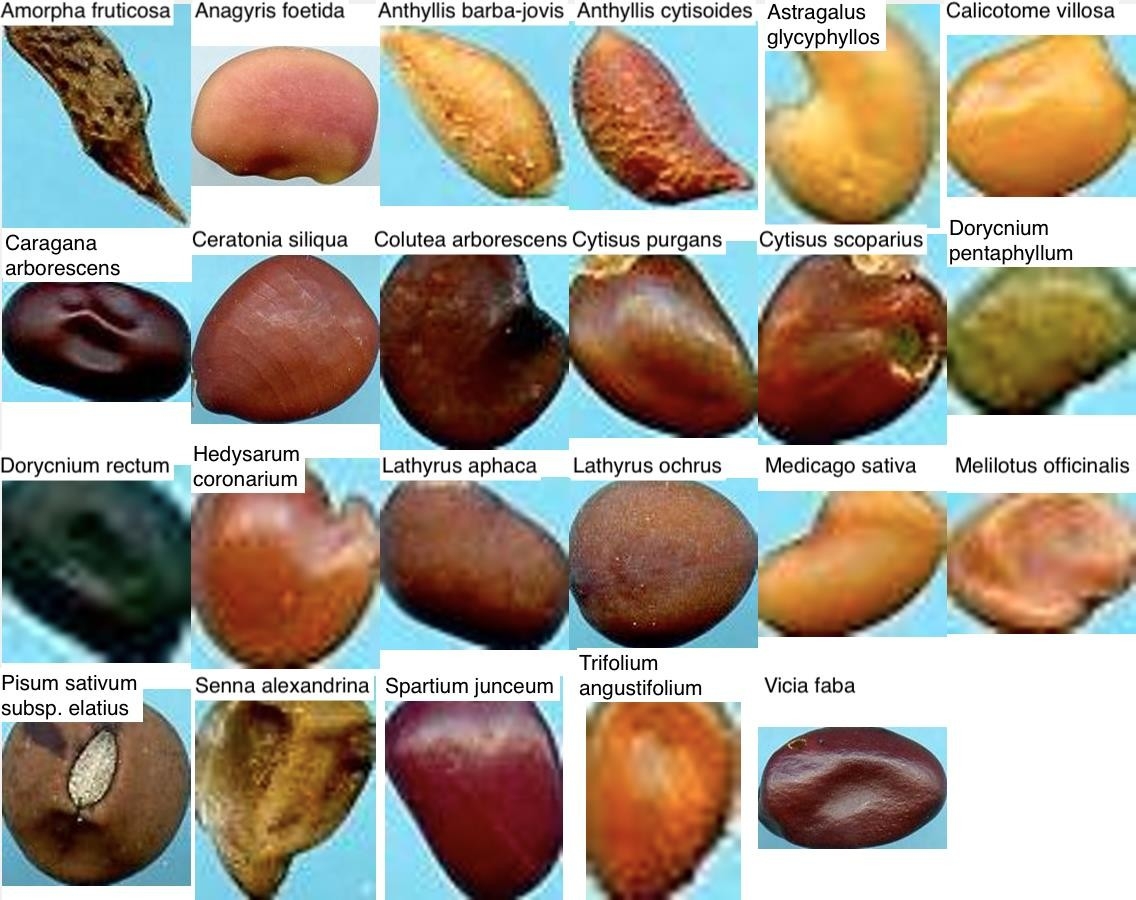 Amorpha fruticosa
Anagyris foetida
Anthyllis barba-jovis
Anthyllis cytisoides
Astragalus
glycyphyllos
Calicotome villosa
Caragana
arborescens
Ceratonia siliqua
Colutea arborescens
Cytisus purgans
Cytisus scoparius
Dorycnium
pentaphyllum
Dorycnium rectum
Hedysarum
coronarium
Lathyrus aphaca
Lathyrus ochrus
Medicago sativa
Melilotus officinalis
Pisum sativum
subsp. elatius
Senna alexandrina
Spartium junceum
Trifolium
angustifolium
Vicia faba